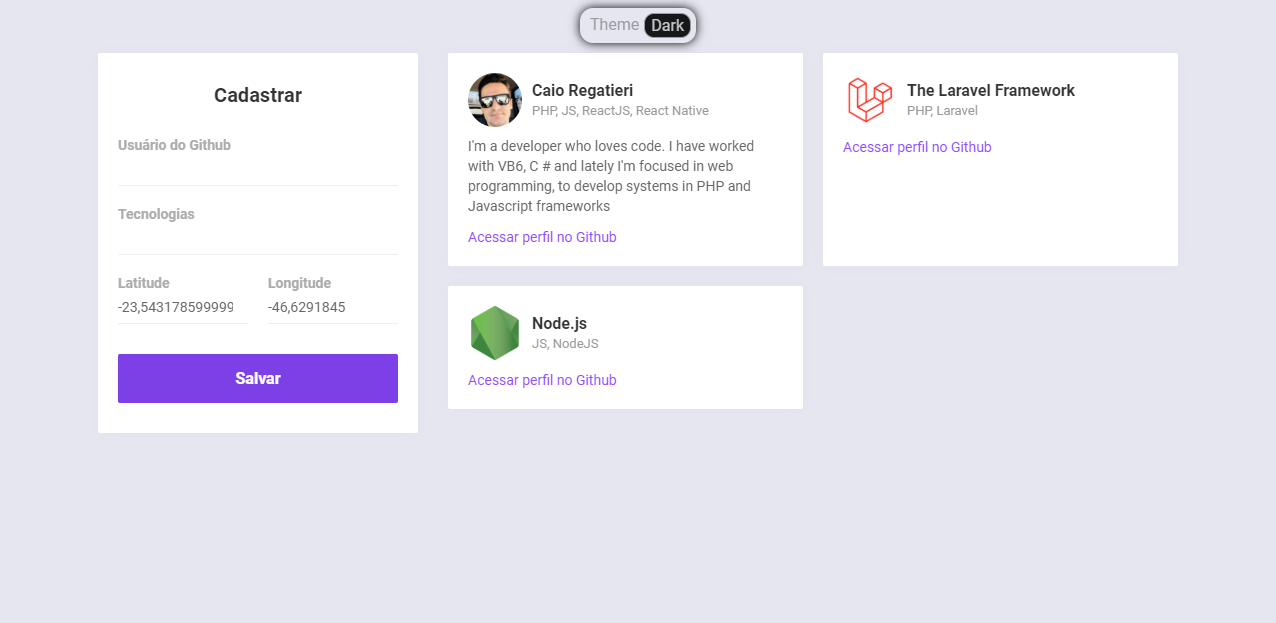 Theme Dark
Cadastrar
Usuário do Github
Tecnologias
Latitude
Longitude
-23,543178599999
-46,6291845
Salvar
Caio Regatieri
PHP, JS, ReactJS, React Native
I'm a developer who loves code. I have worked
with VB6, C # and lately I'm focused in web
programming, to develop systems in PHP and
Javascript frameworks
Acessar perfil no Github
The Laravel Framework
PHP, Laravel
Acessar perfil no Github
Node.js
JS, NodeJS
Acessar perfil no Github